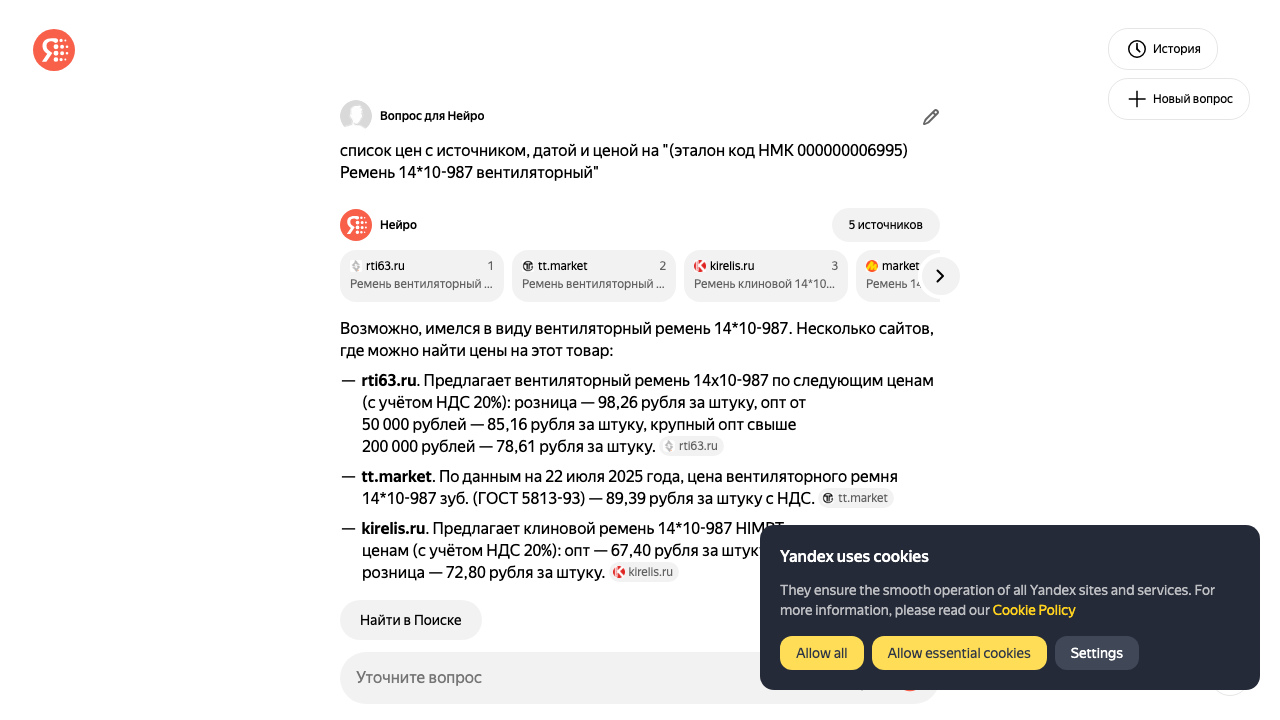 История
Новый вопрос
Вопрос для Нейро
список цен с источником, датой и ценой на "(эталон код НМК 000000006995)
Ремень 14*10-987 вентиляторный"
Нейро
5 источников
rti63.ru 1
Ремень вентиляторный ...
tt.market 2
Ремень вентиляторный ...
kirelis.ru 3
Ремень клиновой 14*10...
market
Ремень 14
Возможно, имелся в виду вентиляторный ремень 14*10-987. Несколько сайтов,
где можно найти цены на этот товар:
— rti63.ru. Предлагает вентиляторный ремень 14х10-987 по следующим ценам
(с учётом НДС 20%): розница — 98,26 рубля за штуку, опт от
50 000 рублей — 85,16 рубля за штуку, крупный опт свыше
200 000 рублей — 78,61 рубля за штуку. rti63.ru
— tt.market. По данным на 22 июля 2025 года, цена вентиляторного ремня
14*10-987 зуб. (ГОСТ 5813-93) — 89,39 рубля за штуку с НДС. tt.market
— kirelis.ru. Предлагает клиновой ремень 14*10-987 HIMPT
ценам (с учётом НДС 20%): опт — 67,40 рубля за штук
розница — 72,80 рубля за штуку. kirelis.ru
Найти в Поиске
Уточните вопрос
Yandex uses cookies
They ensure the smooth operation of all Yandex sites and services. For
more information, please read our Cookie Policy
Allow all
Allow essential cookies
Settings